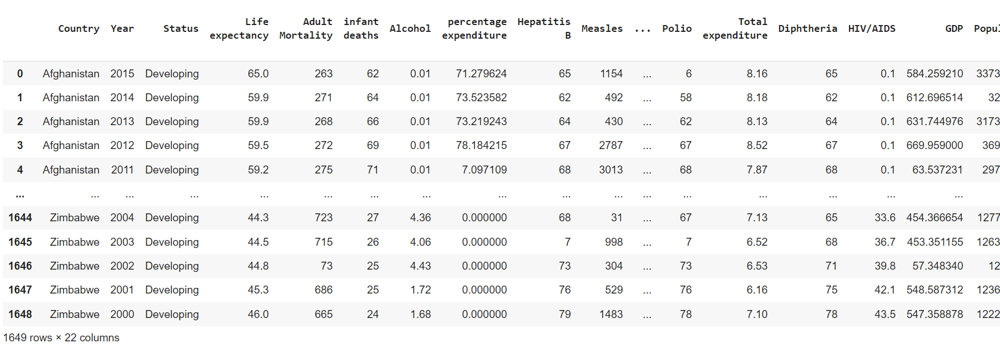 Country Year Status Life expectancy Adult Mortality infant deaths Alcohol percentage expenditure Hepatitis B Measles ... Polio Total expenditure Diphtheria HIV/AIDS GDP Popul
0 Afghanistan 2015 Developing 65.0 263 62 0.01 71.279624 65 1154 ... 6 8.16 65 0.1 584.259210 3373
1 Afghanistan 2014 Developing 59.9 271 64 0.01 73.523582 62 492 ... 58 8.18 62 0.1 612.696514 32
2 Afghanistan 2013 Developing 59.9 268 66 0.01 73.219243 64 430 ... 62 8.13 64 0.1 631.744976 3173
3 Afghanistan 2012 Developing 59.5 272 69 0.01 78.184215 67 2787 ... 67 8.52 67 0.1 669.959000 369
4 Afghanistan 2011 Developing 59.2 275 71 0.01 7.097109 68 3013 ... 68 7.87 68 0.1 63.537231 297
... ... ... ... ... ... ... ... ... ... ... ... ... ... ... ... ...
1644 Zimbabwe 2004 Developing 44.3 723 27 4.36 0.000000 68 31 ... 67 7.13 65 33.6 454.366654 1277
1645 Zimbabwe 2003 Developing 44.5 715 26 4.06 0.000000 7 998 ... 7 6.52 68 36.7 453.351155 1263
1646 Zimbabwe 2002 Developing 44.8 73 25 4.43 0.000000 73 304 ... 73 6.53 71 39.8 57.348340 12
1647 Zimbabwe 2001 Developing 45.3 686 25 1.72 0.000000 76 529 ... 76 6.16 75 42.1 548.587312 1236
1648 Zimbabwe 2000 Developing 46.0 665 24 1.68 0.000000 79 1483 ... 78 7.10 78 43.5 547.358878 1222
1649 rows × 22 columns